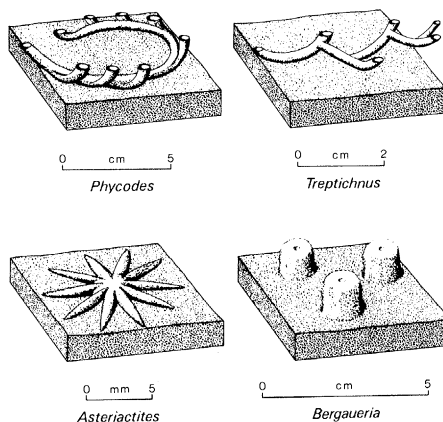 0 cm 5
Phycodes
0 cm 2
Treptichnus
0 mm 5
Asteriactites
0 cm 5
Bergaueria